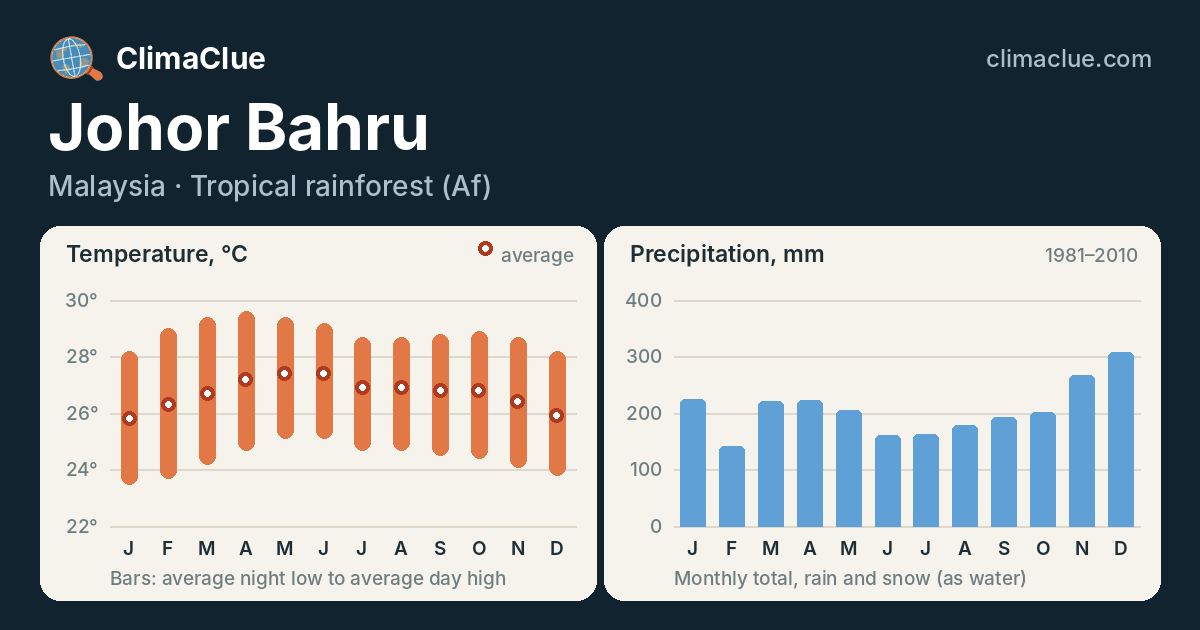 ClimaClue
climaclue.com
Johor Bahru
Malaysia · Tropical rainforest (Af)
Temperature, °C
average
30°
28°
26°
24°
22°
J F M A M J J A S O N D
Bars: average night low to average day high
Precipitation, mm
1981–2010
400
300
200
100
0
J F M A M J J A S O N D
Monthly total, rain and snow (as water)